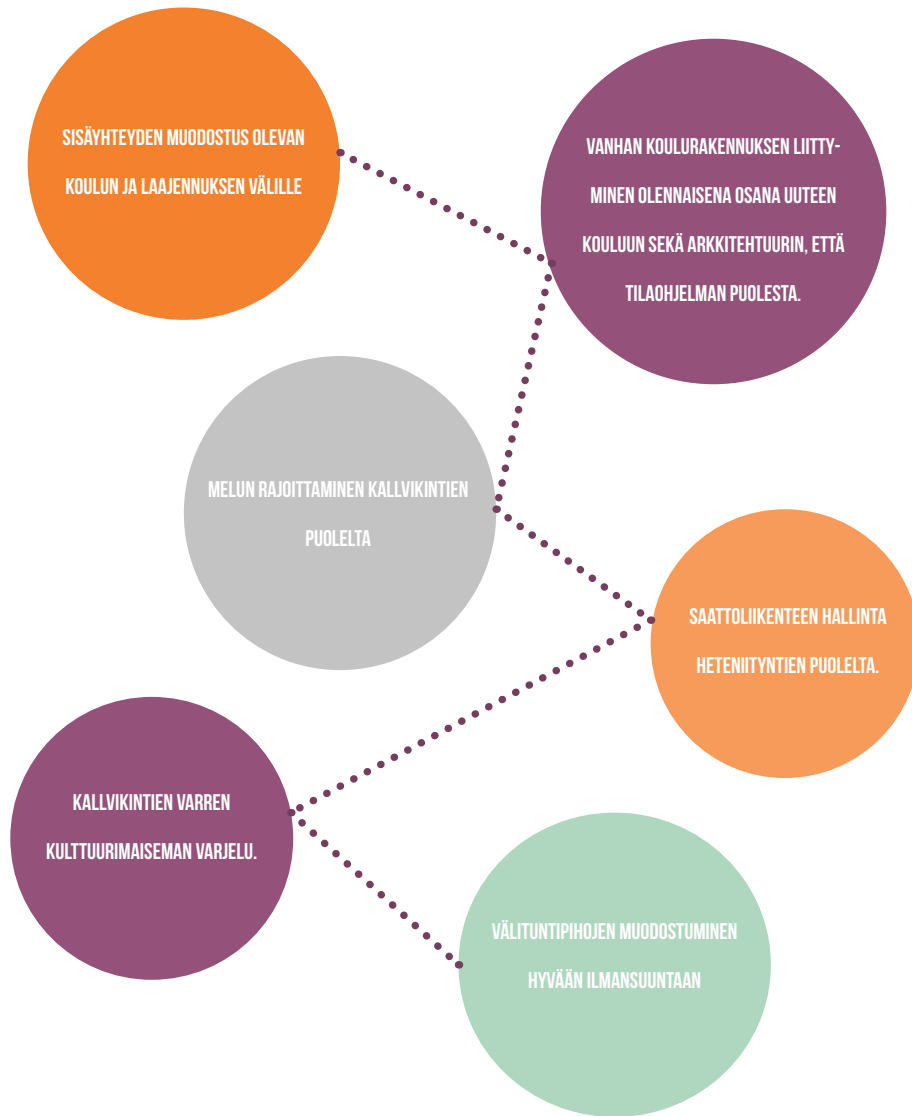 SISÄYHTEYDEN MUODOSTUS OLEVAN
KOULUN JA LAAJENNUKSEN VÄLILLE
VANHAN KOULURAKENNUKSEN LIITTY-
MINEN OLENNAISENA OSANA UUTEEN
KOULUUN SEKÄ ARKKITEHTUURIN, ETTÄ
TILAOHJELMAN PUOLESTA.
MELUN RAJOITTAMINEN KALLVIKINTIEN
PUOLELTA
SAATTOLIIKENTEEN HALLINTA
HETENIITYNTIEN PUOLELTA.
KALLVIKINTIEN VARREN
KULTTUURIMAISEMAN VARJELU.
VÄLITUNTIPIHOJEN MUODOSTUMINEN
HYVÄÄN ILMANSUUNTAAN